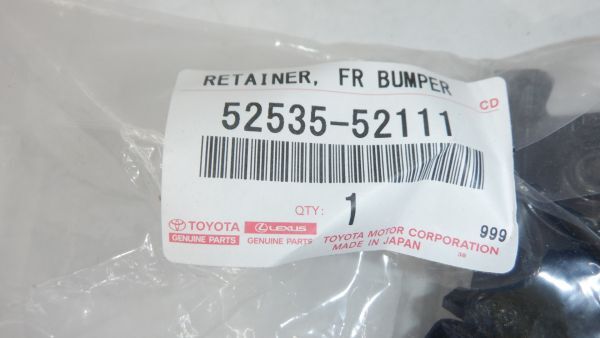 RETAINER, FR BUMPER
CD
52535-52111
QTY: 1
TOYOTA LEXUS TOYOTA MOTOR CORPORATION 999
GENUINE PARTS GENUINE PARTS MADE IN JAPAN 38